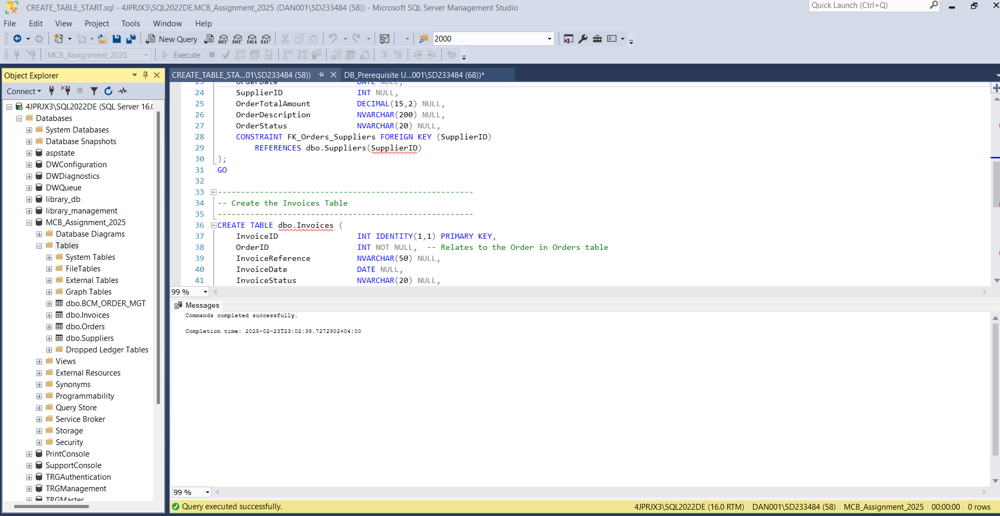 CREATE_TABLE_START.sql - 4JPRJX3\SQL2022DE.MCB_Assignment_2025 (DAN001\SD233484 (58)) - Microsoft SQL Server Management Studio
Quick Launch (Ctrl+Q)
File Edit View Project Tools Window Help
New Query MDX DMX XMLA DAX 2000
MCB_Assignment_2025 Execute
Object Explorer
Connect
4JPRJX3\SQL2022DE (SQL Server 16.0
Databases
System Databases
Database Snapshots
aspstate
DWConfiguration
DWDiagnostics
DWQueue
library_db
library_management
MCB_Assignment_2025
Database Diagrams
Tables
System Tables
FileTables
External Tables
Graph Tables
dbo.BCM_ORDER_MGT
dbo.Invoices
dbo.Orders
dbo.Suppliers
Dropped Ledger Tables
Views
External Resources
Synonyms
Programmability
Query Store
Service Broker
Storage
Security
PrintConsole
SupportConsole
TRGAuthentication
TRGManagement
TRGMaster
CREATE_TABLE_STA...01\SD233484 (58)) DB_Prerequisite U...001\SD233484 (68))*
23 OrderDate DATE NULL,
24 SupplierID INT NULL,
25 OrderTotalAmount DECIMAL(15,2) NULL,
26 OrderDescription NVARCHAR(200) NULL,
27 OrderStatus NVARCHAR(20) NULL,
28 CONSTRAINT FK_Orders_Suppliers FOREIGN KEY (SupplierID)
29 REFERENCES dbo.Suppliers(SupplierID)
30 );
31 GO
32
33 -------------------------------------------------------
34 -- Create the Invoices Table
35 -------------------------------------------------------
36 CREATE TABLE dbo.Invoices (
37 InvoiceID INT IDENTITY(1,1) PRIMARY KEY,
38 OrderID INT NOT NULL, -- Relates to the Order in Orders table
39 InvoiceReference NVARCHAR(50) NULL,
40 InvoiceDate DATE NULL,
41 InvoiceStatus NVARCHAR(20) NULL,
99 %
Messages
Commands completed successfully.
Completion time: 2025-02-23T23:02:38.7272902+04:00
99 %
Query executed successfully. 4JPRJX3\SQL2022DE (16.0 RTM) DAN001\SD233484 (58) MCB_Assignment_2025 00:00:00 0 rows